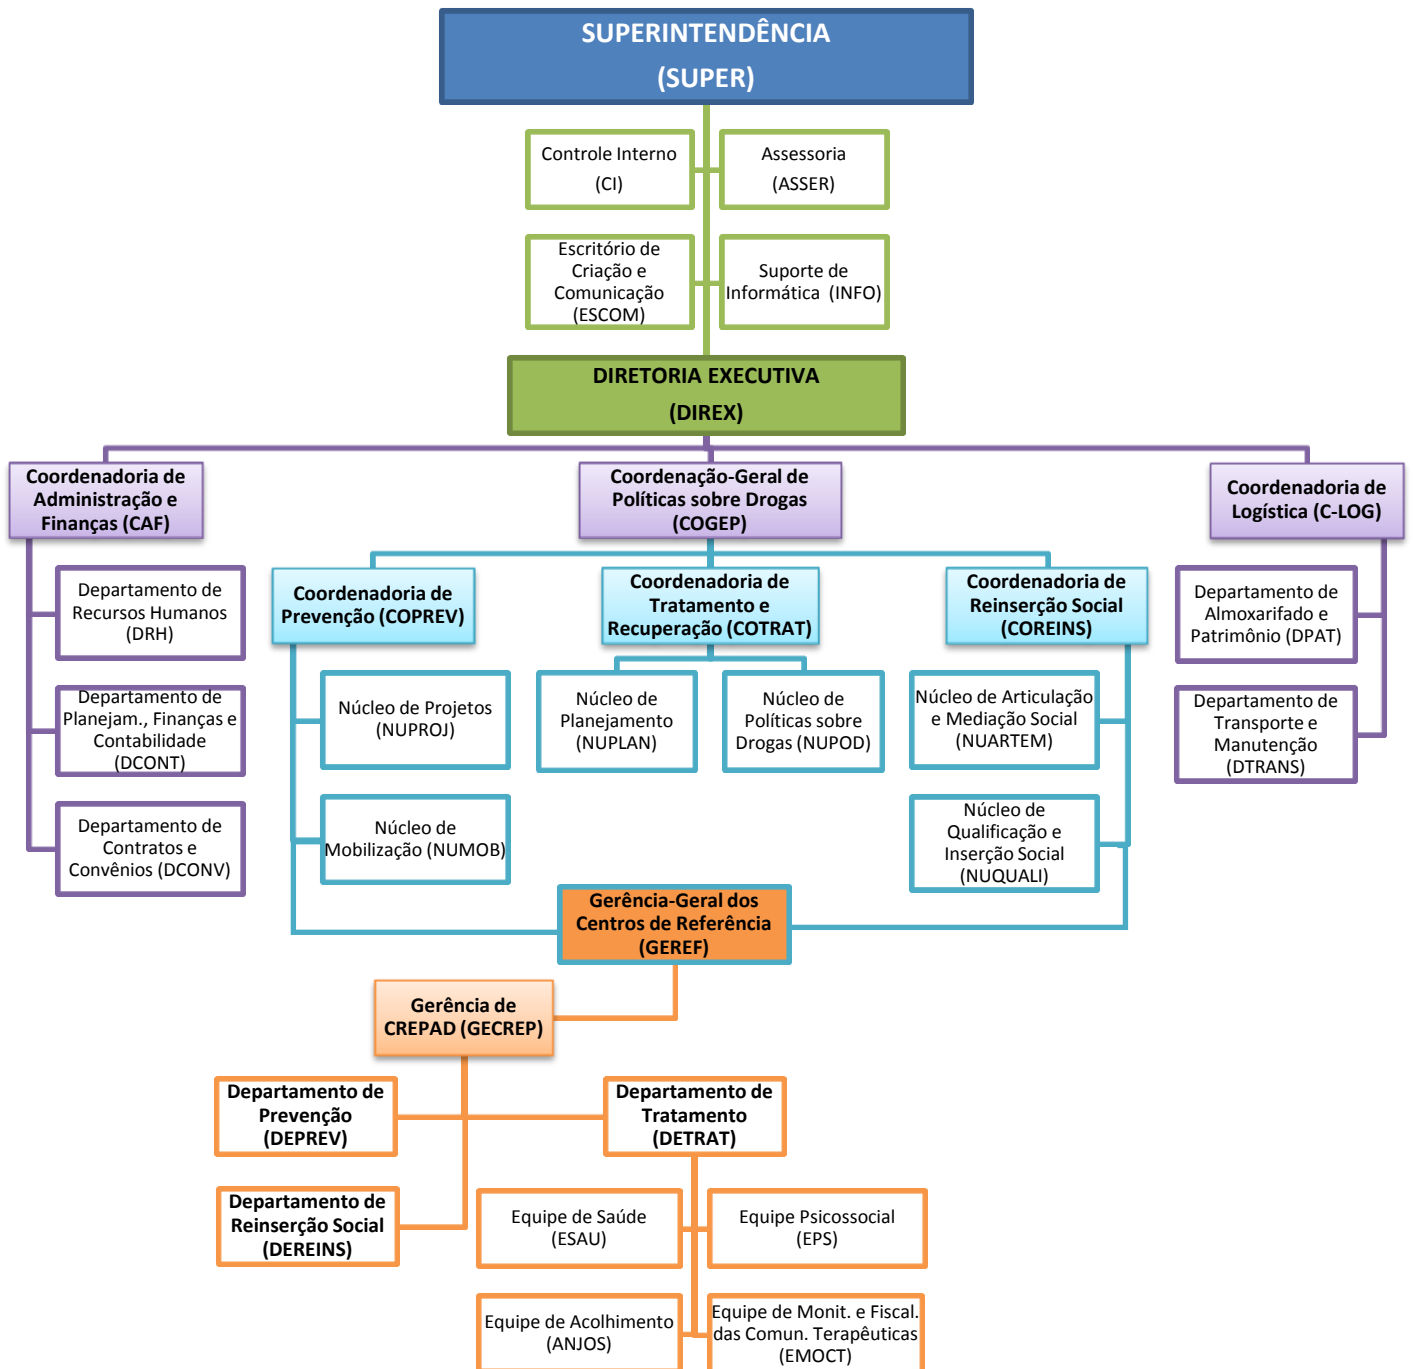 SUPERINTENDÊNCIA
(SUPER)
Controle Interno
(CI)
Assessoria
(ASSER)
Escritório de
Criação e
Comunicação
(ESCOM)
Suporte de
Informática (INFO)
DIRETORIA EXECUTIVA
(DIREX)
Coordenadoria de
Administração e
Finanças (CAF)
Coordenação-Geral de
Políticas sobre Drogas
(COGEP)
Coordenadoria de
Logística (C-LOG)
Departamento de
Recursos Humanos
(DRH)
Coordenadoria de
Prevenção (COPREV)
Coordenadoria de
Tratamento e
Recuperação (COTRAT)
Coordenadoria de
Reinserção Social
(COREINS)
Departamento de
Almoxarifado e
Patrimônio (DPAT)
Departamento de
Planejam., Finanças e
Contabilidade
(DCONT)
Núcleo de Projetos
(NUPROJ)
Núcleo de
Planejamento
(NUPLAN)
Núcleo de
Políticas sobre
Drogas (NUPOD)
Núcleo de Articulação
e Mediação Social
(NUARTEM)
Departamento de
Transporte e
Manutenção
(DTRANS)
Departamento de
Contratos e
Convênios (DCONV)
Núcleo de
Mobilização (NUMOB)
Núcleo de
Qualificação e
Inserção Social
(NUQUALI)
Gerência-Geral dos
Centros de Referência
(GEREF)
Gerência de
CREPAD (GECREP)
Departamento de
Prevenção
(DEPREV)
Departamento de
Tratamento
(DETRAT)
Departamento de
Reinserção Social
(DEREINS)
Equipe de Saúde
(ESAU)
Equipe Psicossocial
(EPS)
Equipe de Acolhimento
(ANJOS)
Equipe de Monit. e Fiscal.
das Comun. Terapêuticas
(EMOCT)